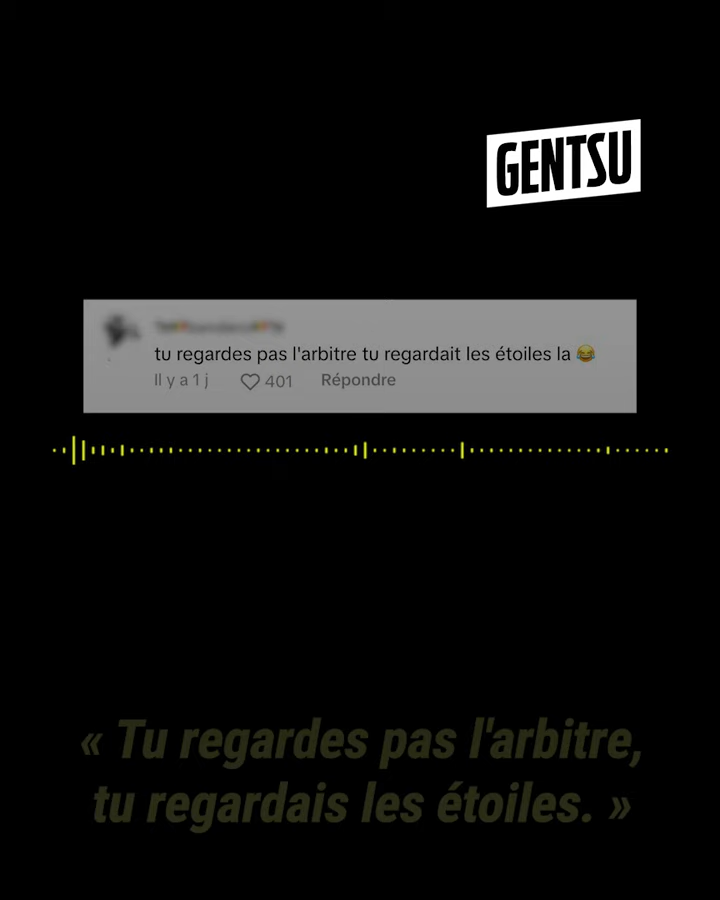 GENTSU
tu regardes pas l'arbitre tu regardait les étoiles la 😂
Il y a 1 j 401 Répondre
« Tu regardes pas l'arbitre,
tu regardais les étoiles. »